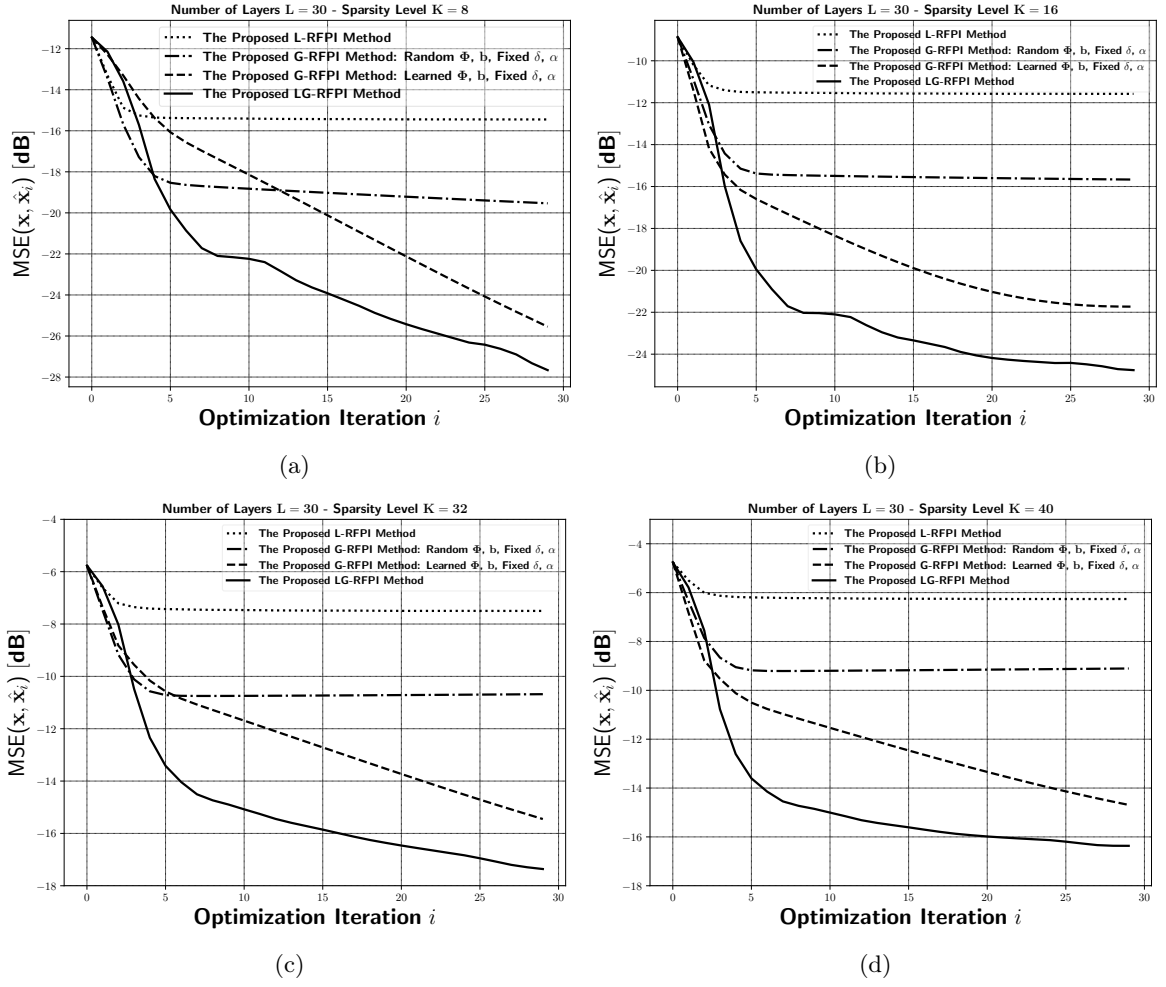 Number of Layers L = 30 - Sparsity Level K = 8
The Proposed L-RFPI Method
The Proposed G-RFPI Method: Random Φ, b, Fixed δ, α
The Proposed G-RFPI Method: Learned Φ, b, Fixed δ, α
The Proposed LG-RFPI Method
MSE(x, x̂ᵢ) [dB]
−12
−14
−16
−18
−20
−22
−24
−26
−28
0 5 10 15 20 25 30
Optimization Iteration i
(a)
Number of Layers L = 30 - Sparsity Level K = 16
The Proposed L-RFPI Method
The Proposed G-RFPI Method: Random Φ, b, Fixed δ, α
The Proposed G-RFPI Method: Learned Φ, b, Fixed δ, α
The Proposed LG-RFPI Method
MSE(x, x̂ᵢ) [dB]
−10
−12
−14
−16
−18
−20
−22
−24
0 5 10 15 20 25 30
Optimization Iteration i
(b)
Number of Layers L = 30 - Sparsity Level K = 32
The Proposed L-RFPI Method
The Proposed G-RFPI Method: Random Φ, b, Fixed δ, α
The Proposed G-RFPI Method: Learned Φ, b, Fixed δ, α
The Proposed LG-RFPI Method
MSE(x, x̂ᵢ) [dB]
−4
−6
−8
−10
−12
−14
−16
−18
0 5 10 15 20 25 30
Optimization Iteration i
(c)
Number of Layers L = 30 - Sparsity Level K = 40
The Proposed L-RFPI Method
The Proposed G-RFPI Method: Random Φ, b, Fixed δ, α
The Proposed G-RFPI Method: Learned Φ, b, Fixed δ, α
The Proposed LG-RFPI Method
MSE(x, x̂ᵢ) [dB]
−4
−6
−8
−10
−12
−14
−16
−18
0 5 10 15 20 25 30
Optimization Iteration i
(d)